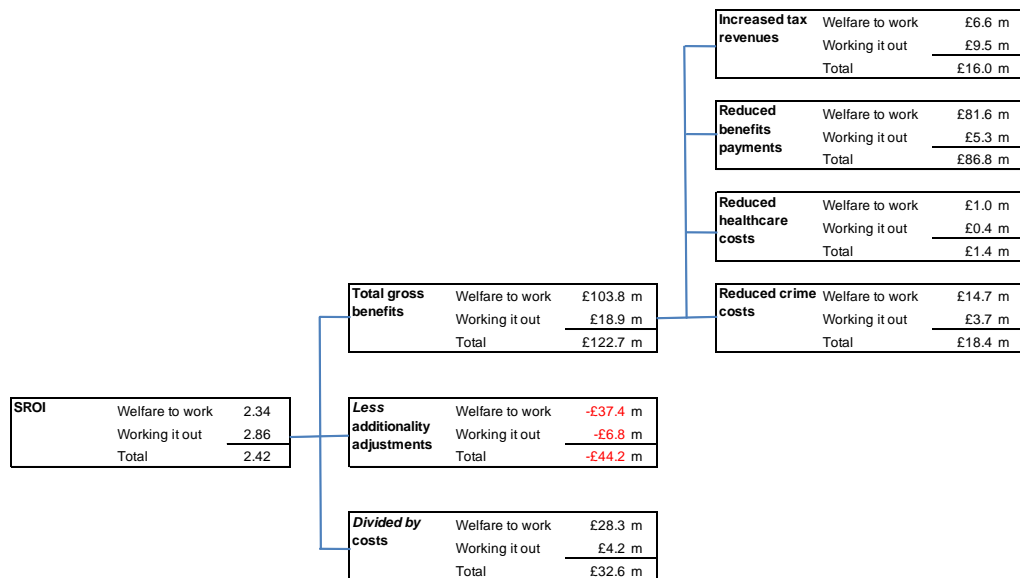 Increased tax Welfare to work £6.6 m
revenues Working it out £9.5 m
Total £16.0 m
Reduced Welfare to work £81.6 m
benefits Working it out £5.3 m
payments Total £86.8 m
Reduced Welfare to work £1.0 m
healthcare Working it out £0.4 m
costs Total £1.4 m
Total gross Welfare to work £103.8 m
benefits Working it out £18.9 m
Total £122.7 m
Reduced crime Welfare to work £14.7 m
costs Working it out £3.7 m
Total £18.4 m
SROI Welfare to work 2.34
Working it out 2.86
Total 2.42
Less Welfare to work -£37.4 m
additionality Working it out -£6.8 m
adjustments Total -£44.2 m
Divided by Welfare to work £28.3 m
costs Working it out £4.2 m
Total £32.6 m